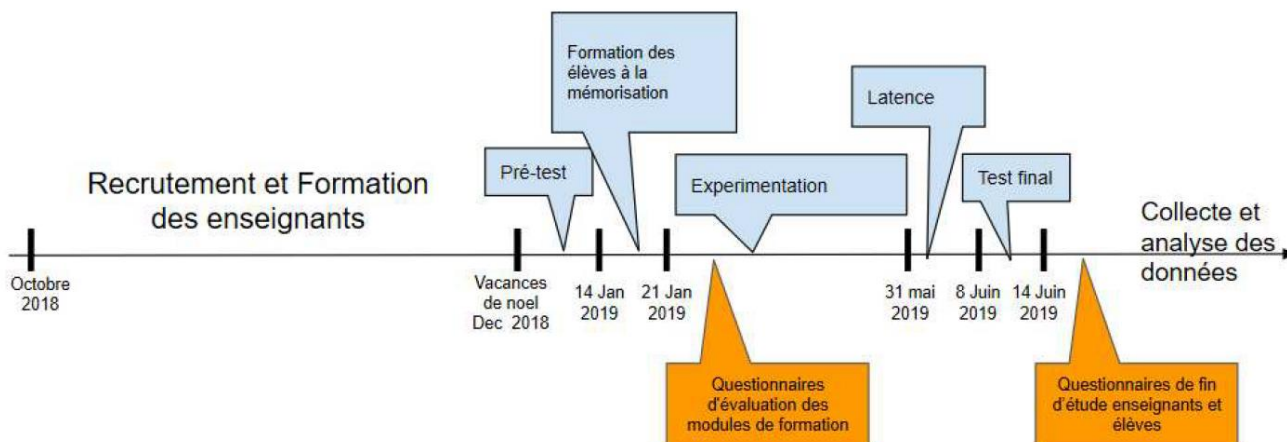 Formation des
élèves à la
mémorisation
Latence
Pré-test
Experimentation
Test final
Recrutement et Formation
des enseignants
Collecte et
analyse des
données
Octobre
2018
Vacances
de noel
Dec 2018
14 Jan
2019
21 Jan
2019
31 mai
2019
8 Juin
2019
14 Juin
2019
Questionnaires
d'évaluation des
modules de formation
Questionnaires de fin
d'étude enseignants et
élèves